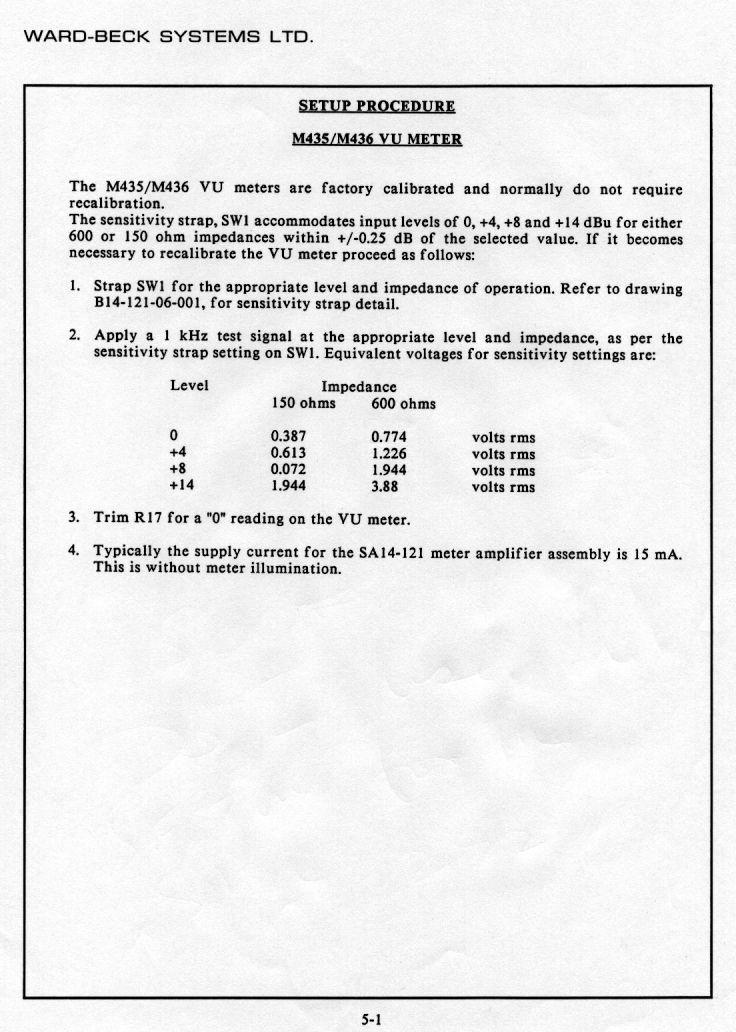 WARD-BECK SYSTEMS LTD.
SETUP PROCEDURE
M435/M436 VU METER
The M435/M436 VU meters are factory calibrated and normally do not require
recalibration.
The sensitivity strap, SW1 accommodates input levels of 0, +4, +8 and +14 dBu for either
600 or 150 ohm impedances within +/-0.25 dB of the selected value. If it becomes
necessary to recalibrate the VU meter proceed as follows:
1. Strap SW1 for the appropriate level and impedance of operation. Refer to drawing
B14-121-06-001, for sensitivity strap detail.
2. Apply a 1 kHz test signal at the appropriate level and impedance, as per the
sensitivity strap setting on SW1. Equivalent voltages for sensitivity settings are:
Level Impedance
150 ohms 600 ohms
0 0.387 0.774 volts rms
+4 0.613 1.226 volts rms
+8 0.072 1.944 volts rms
+14 1.944 3.88 volts rms
3. Trim R17 for a "0" reading on the VU meter.
4. Typically the supply current for the SA14-121 meter amplifier assembly is 15 mA.
This is without meter illumination.
5-1